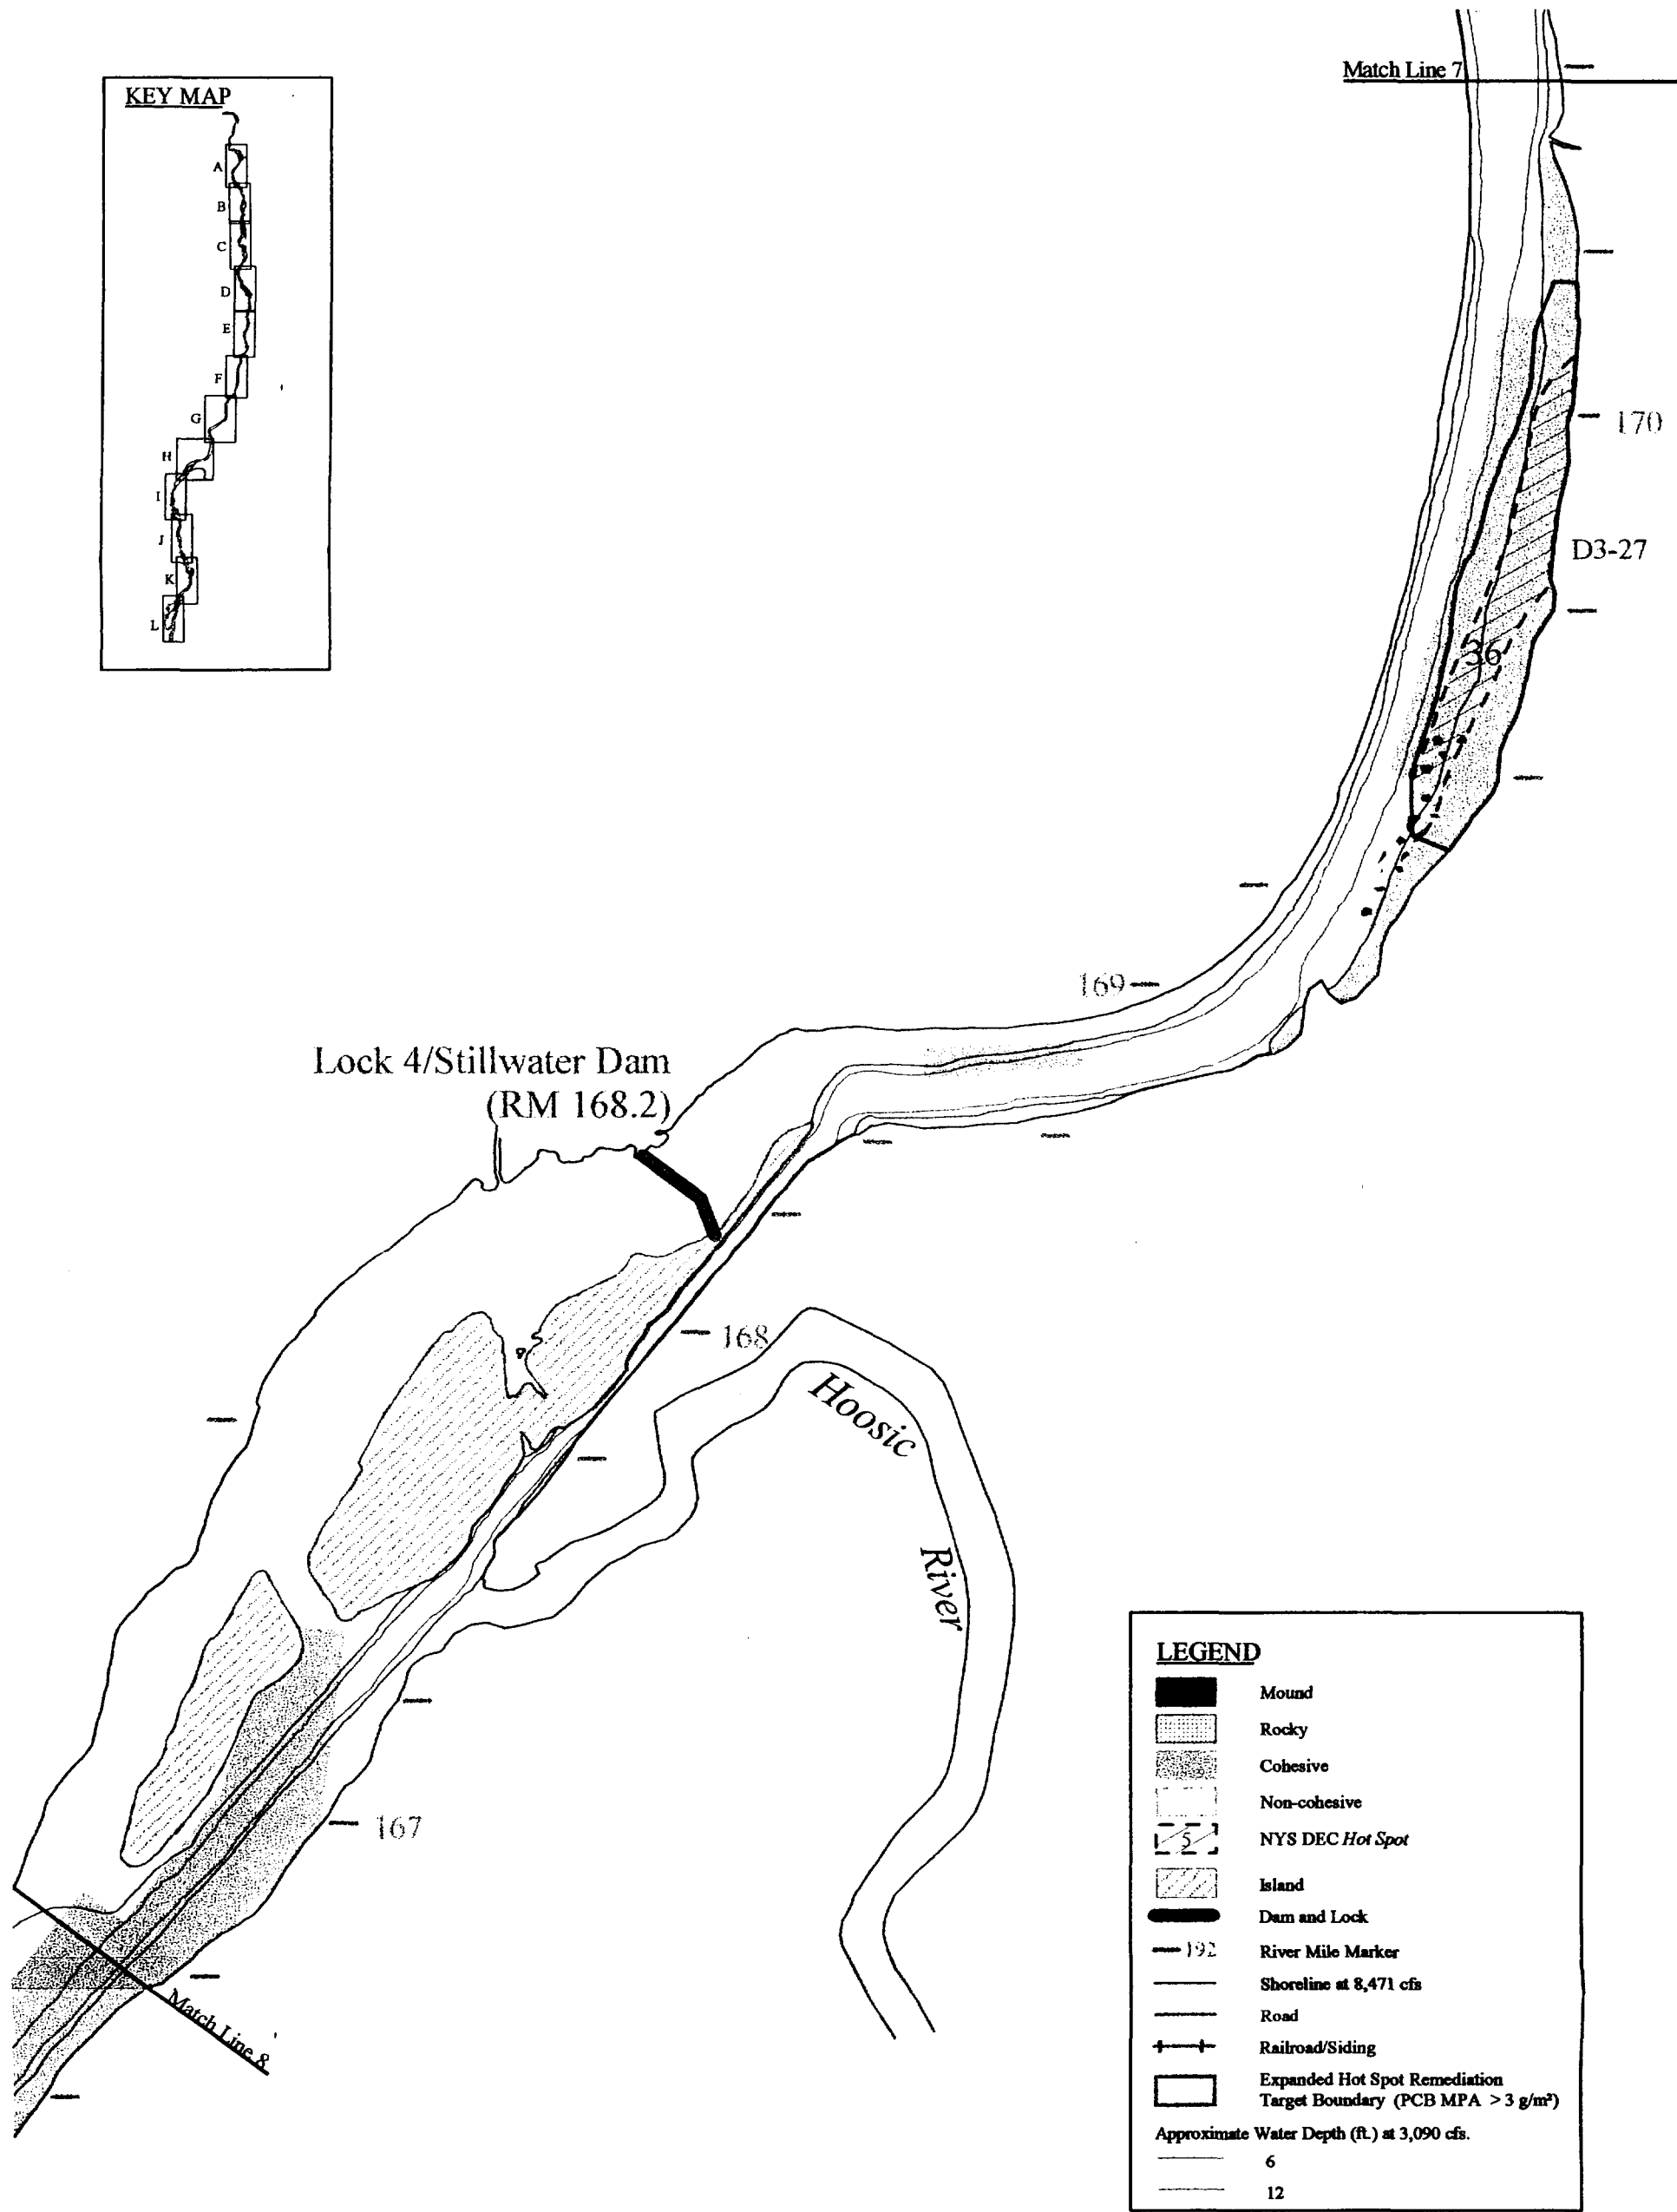 Match Line 7
KEY MAP
A
B
C
D
E
F
G
H
I
J
K
L
170
D3-27
36
169
Lock 4/Stillwater Dam
(RM 168.2)
168
Hoosic
River
167
Match Line 8
LEGEND
Mound
Rocky
Cohesive
Non-cohesive
5
NYS DEC Hot Spot
Island
Dam and Lock
192
River Mile Marker
Shoreline at 8,471 cfs
Road
Railroad/Siding
Expanded Hot Spot Remediation
Target Boundary (PCB MPA > 3 g/m²)
Approximate Water Depth (ft.) at 3,090 cfs.
6
12